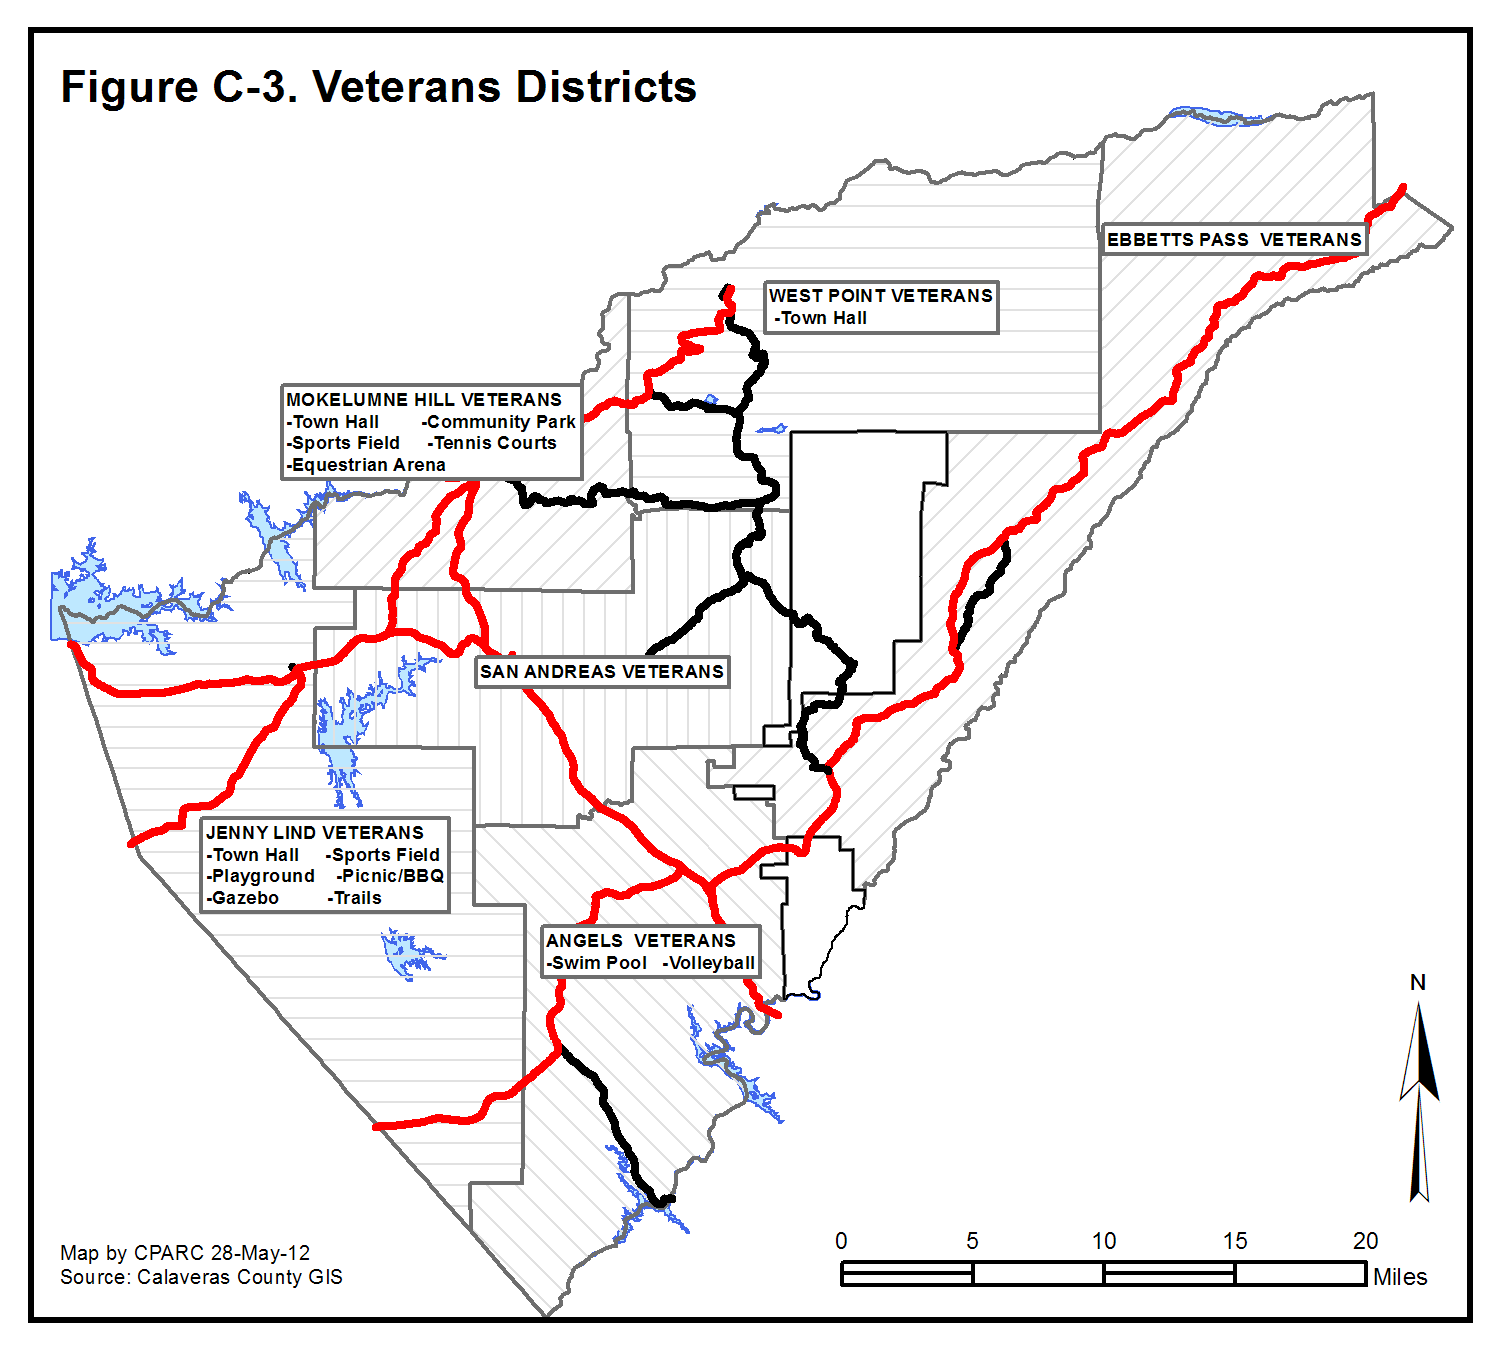 Figure C-3. Veterans Districts
EBBETTS PASS VETERANS
WEST POINT VETERANS
-Town Hall
MOKELUMNE HILL VETERANS
-Town Hall -Community Park
-Sports Field -Tennis Courts
-Equestrian Arena
SAN ANDREAS VETERANS
JENNY LIND VETERANS
-Town Hall -Sports Field
-Playground -Picnic/BBQ
-Gazebo -Trails
ANGELS VETERANS
-Swim Pool -Volleyball
N
Map by CPARC 28-May-12
Source: Calaveras County GIS
0 5 10 15 20
Miles